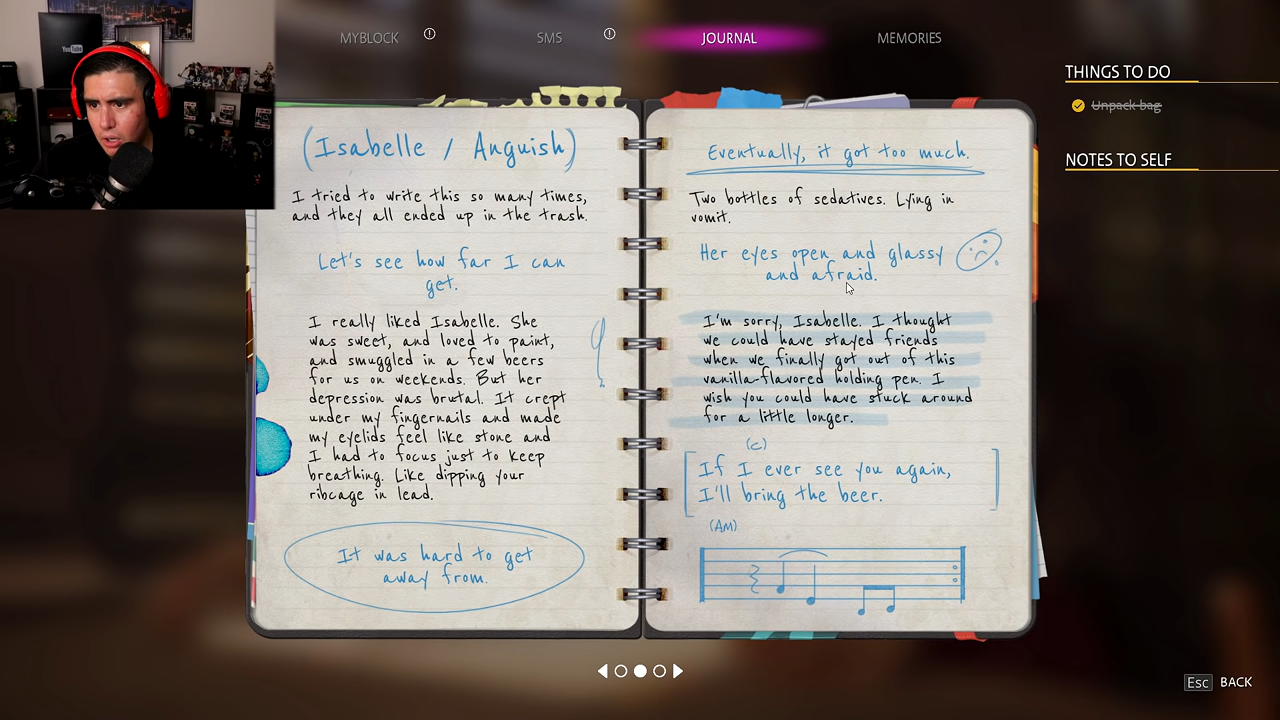 MYBLOCK
SMS
JOURNAL
MEMORIES
YouTube
THINGS TO DO
Unpack bag
NOTES TO SELF
(Isabelle / Anguish)
I tried to write this so many times,
and they all ended up in the trash.
Let's see how far I can
get.
I really liked Isabelle. She
was sweet, and loved to paint,
and smuggled in a few beers
for us on weekends. But her
depression was brutal. It crept
under my fingernails and made
my eyelids feel like stone and
I had to focus just to keep
breathing. Like dipping your
ribcage in lead.
It was hard to get
away from.
Eventually, it got too much.
Two bottles of sedatives. Lying in
vomit.
Her eyes open and glassy
and afraid.
I'm sorry, Isabelle. I thought
we could have stayed friends
when we finally got out of this
vanilla-flavored holding pen. I
wish you could have stuck around
for a little longer.
(C)
If I ever see you again,
I'll bring the beer.
(Am)
Esc BACK